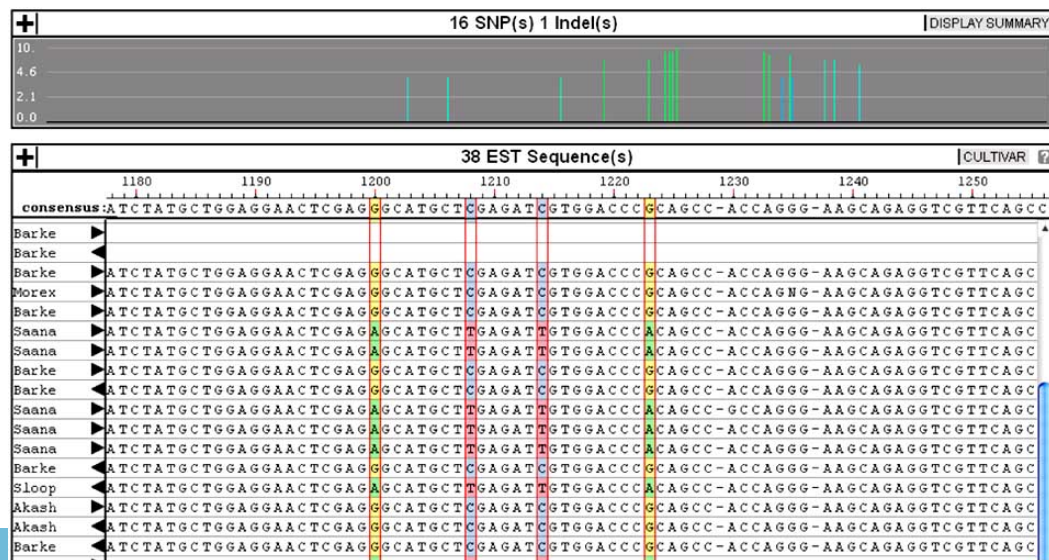 16 SNP(s) 1 Indel(s) DISPLAY SUMMARY
10.
4.6
2.1
0.0
38 EST Sequence(s) CULTIVAR ?
1180 1190 1200 1210 1220 1230 1240 1250
consensus:ATCTATGCTGGAGGAACTCGAGGGCATGCTCGAGATCGTGGACCCGCAGCC-ACCAGGG-AAGCAGAGGTCGTTCAGCC
Barke
Barke
Barke ATCTATGCTGGAGGAACTCGAGGGCATGCTCGAGATCGTGGACCCGCAGCC-ACCAGGG-AAGCAGAGGTCGTTCAGC
Morex ATCTATGCTGGAGGAACTCGAGGGCATGCTCGAGATCGTGGACCCGCAGCC-ACCAGNG-AAGCAGAGGTCGTTCAGC
Barke ATCTATGCTGGAGGAACTCGAGGGCATGCTCGAGATCGTGGACCCGCAGCC-ACCAGGG-AAGCAGAGGTCGTTCAGC
Saana ATCTATGCTGGAGGAACTCGAGAGCATGCTTGAGATTGTGGACCCACAGCC-ACCAGGG-AAGCAGAGGTCGTTCAGC
Saana ATCTATGCTGGAGGAACTCGAGAGCATGCTTGAGATTGTGGACCCACAGCC-ACCAGGG-AAGCAGAGGTCGTTCAGC
Barke ATCTATGCTGGAGGAACTCGAGGGCATGCTCGAGATCGTGGACCCGCAGCC-ACCAGGG-AAGCAGAGGTCGTTCAGC
Barke ATCTATGCTGGAGGAACTCGAGGGCATGCTCGAGATCGTGGACCCGCAGCC-ACCAGGG-AAGCAGAGGTCGTTCAGC
Saana ATCTATGCTGGAGGAACTCGAGAGCATGCTTGAGATTGTGGACCCACAGCC-GCCAGGG-AAGCAGAGGTCGTTCAGC
Saana ATCTATGCTGGAGGAACTCGAGAGCATGCTTGAGATTGTGGACCCACAGCC-ACCAGGG-AAGCAGAGGTCGTTCAGC
Saana ATCTATGCTGGAGGAACTCGAGAGCATGCTTGAGATTGTGGACCCACAGCC-ACCAGGG-AAGCAGAGGTCGTTCAGC
Barke ATCTATGCTGGAGGAACTCGAGGGCATGCTCGAGATCGTGGACCCGCAGCC-ACCAGGG-AAGCAGAGGTCGTTCAGC
Sloop ATCTATGCTGGAGGAACTCGAGAGCATGCTTGAGATTGTGGACCCACAGCC-ACCAGGG-AAGCAGAGGTCGTTCAGC
Akash ATCTATGCTGGAGGAACTCGAGGGCATGCTCGAGATCGTGGACCCGCAGCC-ACCAGGG-AAGCAGAGGTCGTTCAGC
Akash ATCTATGCTGGAGGAACTCGAGGGCATGCTCGAGATCGTGGACCCGCAGCC-ACCAGGG-AAGCAGAGGTCGTTCAGC
Barke ATCTATGCTGGAGGAACTCGAGGGCATGCTCGAGATCGTGGACCCGCAGCC-ACCAGGG-AAGCAGAGGTCGTTCAGC